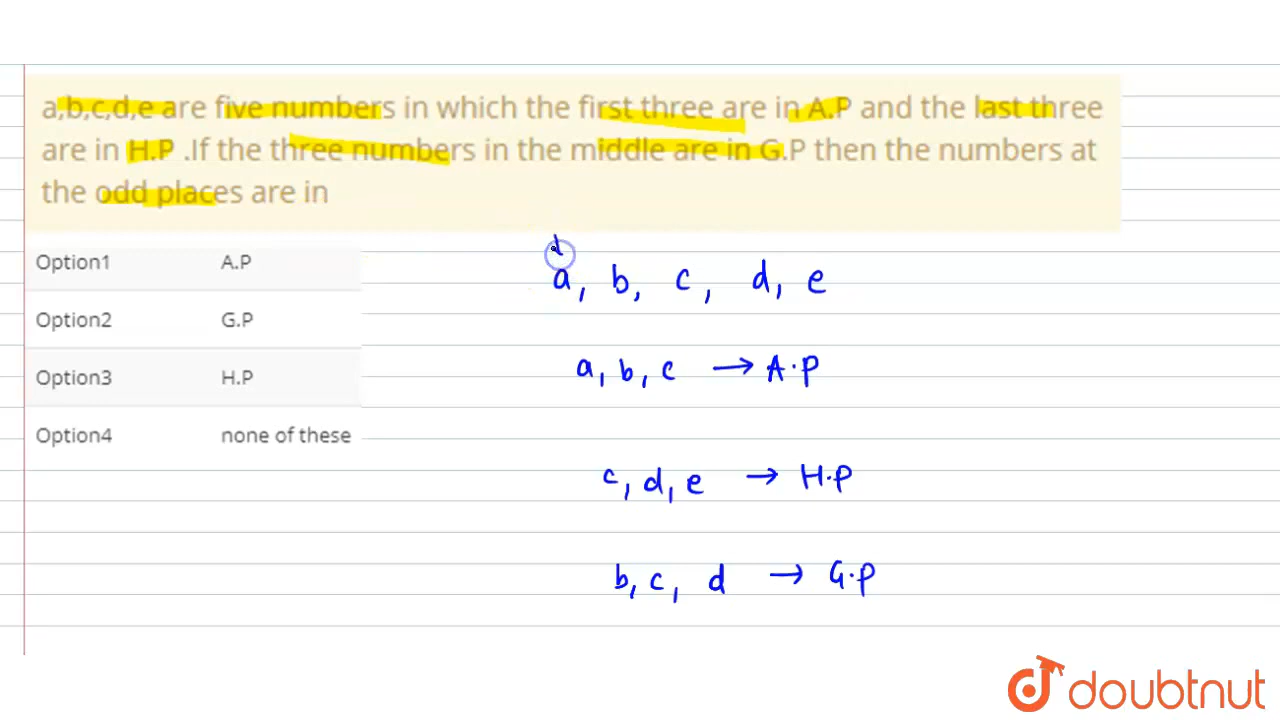 a,b,c,d,e are five numbers in which the first three are in A.P and the last three
are in H.P .If the three numbers in the middle are in G.P then the numbers at
the odd places are in
Option1 A.P
Option2 G.P
Option3 H.P
Option4 none of these
a, b, c, d, e
a, b, c → A.P
c, d, e → H.P
b, c, d → G.P
doubtnut